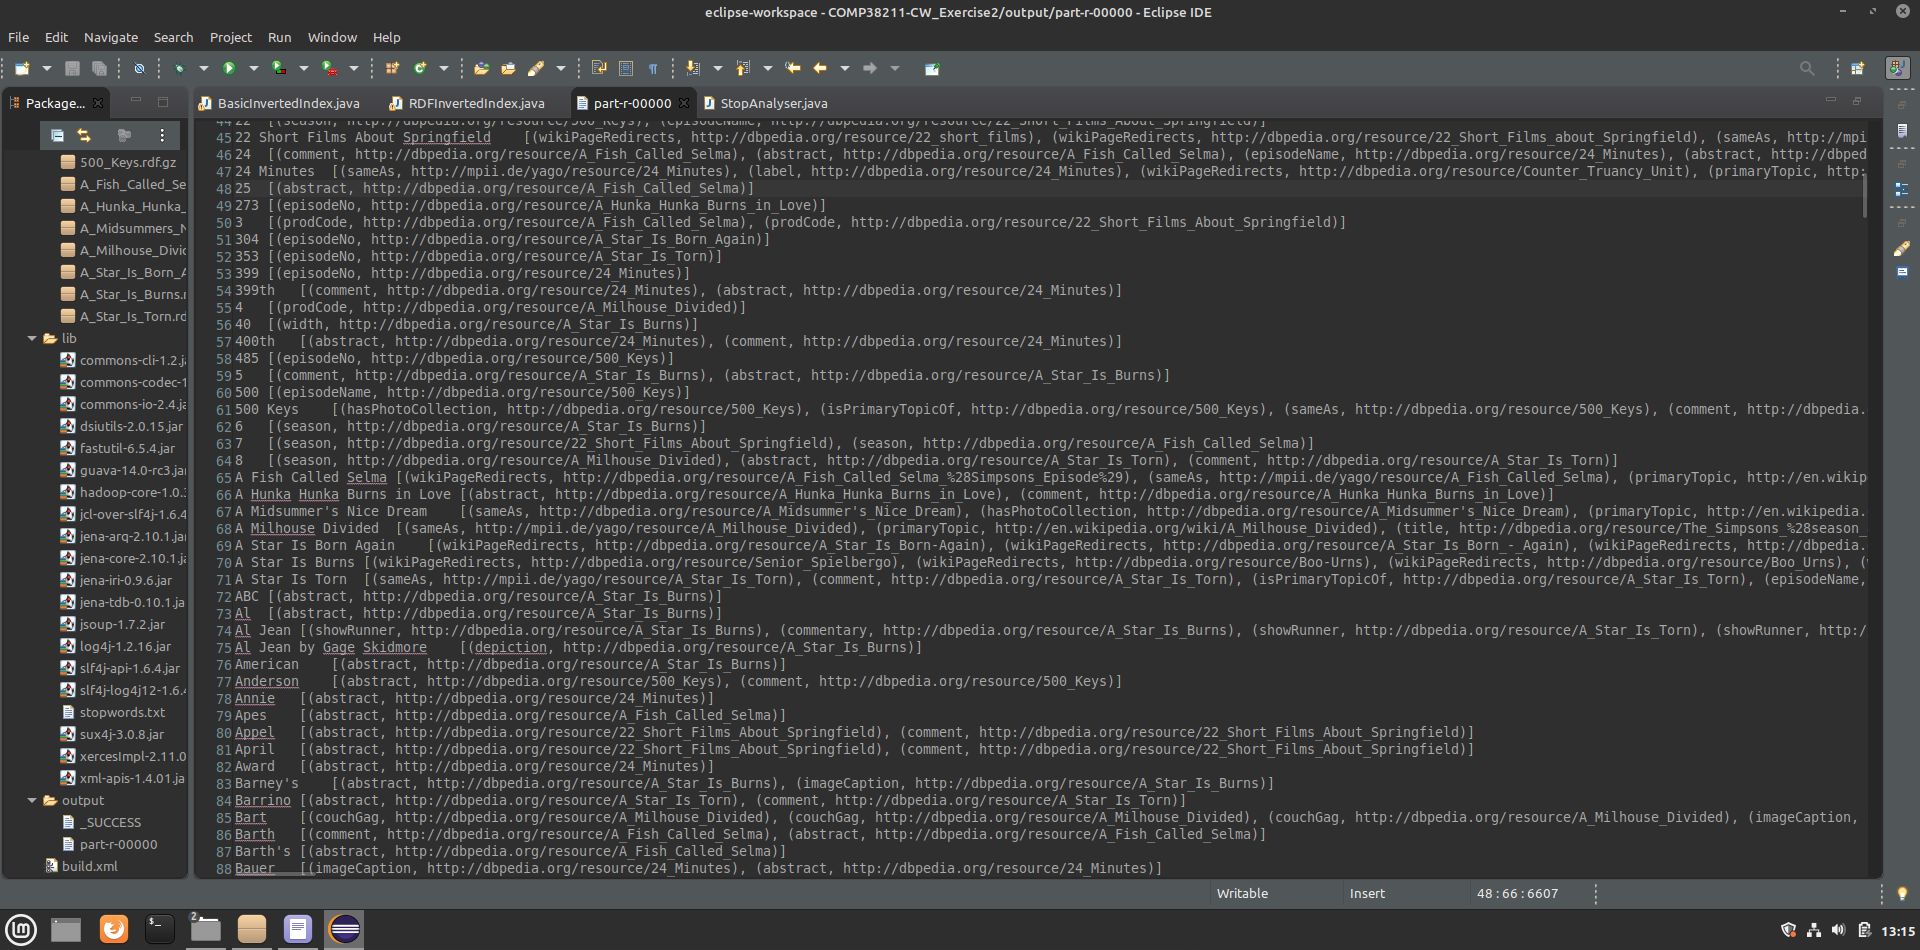 eclipse-workspace - COMP38211-CW_Exercise2/output/part-r-00000 - Eclipse IDE
File Edit Navigate Search Project Run Window Help
Package... BasicInvertedIndex.java RDFInvertedIndex.java part-r-00000 StopAnalyser.java
500_Keys.rdf.gz
A_Fish_Called_Se
A_Hunka_Hunka_
A_Midsummers_N
A_Milhouse_Divid
A_Star_Is_Born_A
A_Star_Is_Burns.r
A_Star_Is_Torn.rd
lib
commons-cli-1.2.ja
commons-codec-1
commons-io-2.4.ja
dsiutils-2.0.15.jar
fastutil-6.5.4.jar
guava-14.0-rc3.jar
hadoop-core-1.0.3
jcl-over-slf4j-1.6.4
jena-arq-2.10.1.jar
jena-core-2.10.1.j
jena-iri-0.9.6.jar
jena-tdb-0.10.1.ja
jsoup-1.7.2.jar
log4j-1.2.16.jar
slf4j-api-1.6.4.jar
slf4j-log4j12-1.6.4
stopwords.txt
sux4j-3.0.8.jar
xercesImpl-2.11.0
xml-apis-1.4.01.ja
output
_SUCCESS
part-r-00000
build.xml
44 22 [(season, http://dbpedia.org/resource/500_Keys), (episodeName, http://dbpedia.org/resource/22_Short_Films_About_Springfield)]
45 22 Short Films About Springfield [(wikiPageRedirects, http://dbpedia.org/resource/22_short_films), (wikiPageRedirects, http://dbpedia.org/resource/22_Short_Films_about_Springfield), (sameAs, http://mpii
46 24 [(comment, http://dbpedia.org/resource/A_Fish_Called_Selma), (abstract, http://dbpedia.org/resource/A_Fish_Called_Selma), (episodeName, http://dbpedia.org/resource/24_Minutes), (abstract, http://dbped
47 24 Minutes [(sameAs, http://mpii.de/yago/resource/24_Minutes), (label, http://dbpedia.org/resource/24_Minutes), (wikiPageRedirects, http://dbpedia.org/resource/Counter_Truancy_Unit), (primaryTopic, http:
48 25 [(abstract, http://dbpedia.org/resource/A_Fish_Called_Selma)]
49 273 [(episodeNo, http://dbpedia.org/resource/A_Hunka_Hunka_Burns_in_Love)]
50 3 [(prodCode, http://dbpedia.org/resource/A_Fish_Called_Selma), (prodCode, http://dbpedia.org/resource/22_Short_Films_About_Springfield)]
51 304 [(episodeNo, http://dbpedia.org/resource/A_Star_Is_Born_Again)]
52 353 [(episodeNo, http://dbpedia.org/resource/A_Star_Is_Torn)]
53 399 [(episodeNo, http://dbpedia.org/resource/24_Minutes)]
54 399th [(comment, http://dbpedia.org/resource/24_Minutes), (abstract, http://dbpedia.org/resource/24_Minutes)]
55 4 [(prodCode, http://dbpedia.org/resource/A_Milhouse_Divided)]
56 40 [(width, http://dbpedia.org/resource/A_Star_Is_Burns)]
57 400th [(abstract, http://dbpedia.org/resource/24_Minutes), (comment, http://dbpedia.org/resource/24_Minutes)]
58 485 [(episodeNo, http://dbpedia.org/resource/500_Keys)]
59 5 [(comment, http://dbpedia.org/resource/A_Star_Is_Burns), (abstract, http://dbpedia.org/resource/A_Star_Is_Burns)]
60 500 [(episodeName, http://dbpedia.org/resource/500_Keys)]
61 500 Keys [(hasPhotoCollection, http://dbpedia.org/resource/500_Keys), (isPrimaryTopicOf, http://dbpedia.org/resource/500_Keys), (sameAs, http://dbpedia.org/resource/500_Keys), (comment, http://dbpedia.org/
62 6 [(season, http://dbpedia.org/resource/A_Star_Is_Burns)]
63 7 [(season, http://dbpedia.org/resource/22_Short_Films_About_Springfield), (season, http://dbpedia.org/resource/A_Fish_Called_Selma)]
64 8 [(season, http://dbpedia.org/resource/A_Milhouse_Divided), (abstract, http://dbpedia.org/resource/A_Star_Is_Torn), (comment, http://dbpedia.org/resource/A_Star_Is_Torn)]
65 A Fish Called Selma [(wikiPageRedirects, http://dbpedia.org/resource/A_Fish_Called_Selma_%28Simpsons_Episode%29), (sameAs, http://mpii.de/yago/resource/A_Fish_Called_Selma), (primaryTopic, http://en.wikip
66 A Hunka Hunka Burns in Love [(abstract, http://dbpedia.org/resource/A_Hunka_Hunka_Burns_in_Love), (comment, http://dbpedia.org/resource/A_Hunka_Hunka_Burns_in_Love)]
67 A Midsummer's Nice Dream [(sameAs, http://dbpedia.org/resource/A_Midsummer's_Nice_Dream), (hasPhotoCollection, http://dbpedia.org/resource/A_Midsummer's_Nice_Dream), (primaryTopic, http://en.wikipedia.
68 A Milhouse Divided [(sameAs, http://mpii.de/yago/resource/A_Milhouse_Divided), (primaryTopic, http://en.wikipedia.org/wiki/A_Milhouse_Divided), (title, http://dbpedia.org/resource/The_Simpsons_%28season_
69 A Star Is Born Again [(wikiPageRedirects, http://dbpedia.org/resource/A_Star_Is_Born-Again), (wikiPageRedirects, http://dbpedia.org/resource/A_Star_Is_Born_-_Again), (wikiPageRedirects, http://dbpedia.o
70 A Star Is Burns [(wikiPageRedirects, http://dbpedia.org/resource/Senior_Spielbergo), (wikiPageRedirects, http://dbpedia.org/resource/Boo-Urns), (wikiPageRedirects, http://dbpedia.org/resource/Boo_Urns), (
71 A Star Is Torn [(sameAs, http://mpii.de/yago/resource/A_Star_Is_Torn), (comment, http://dbpedia.org/resource/A_Star_Is_Torn), (isPrimaryTopicOf, http://dbpedia.org/resource/A_Star_Is_Torn), (episodeName,
72 ABC [(abstract, http://dbpedia.org/resource/A_Star_Is_Burns)]
73 Al [(abstract, http://dbpedia.org/resource/A_Star_Is_Burns)]
74 Al Jean [(showRunner, http://dbpedia.org/resource/A_Star_Is_Burns), (commentary, http://dbpedia.org/resource/A_Star_Is_Burns), (showRunner, http://dbpedia.org/resource/A_Star_Is_Torn), (showRunner, http:/
75 Al Jean by Gage Skidmore [(depiction, http://dbpedia.org/resource/A_Star_Is_Burns)]
76 American [(abstract, http://dbpedia.org/resource/A_Star_Is_Burns)]
77 Anderson [(abstract, http://dbpedia.org/resource/500_Keys), (comment, http://dbpedia.org/resource/500_Keys)]
78 Annie [(abstract, http://dbpedia.org/resource/24_Minutes)]
79 Apes [(abstract, http://dbpedia.org/resource/A_Fish_Called_Selma)]
80 Appel [(abstract, http://dbpedia.org/resource/22_Short_Films_About_Springfield), (comment, http://dbpedia.org/resource/22_Short_Films_About_Springfield)]
81 April [(abstract, http://dbpedia.org/resource/22_Short_Films_About_Springfield), (comment, http://dbpedia.org/resource/22_Short_Films_About_Springfield)]
82 Award [(abstract, http://dbpedia.org/resource/24_Minutes)]
83 Barney's [(abstract, http://dbpedia.org/resource/A_Star_Is_Burns), (imageCaption, http://dbpedia.org/resource/A_Star_Is_Burns)]
84 Barrino [(abstract, http://dbpedia.org/resource/A_Star_Is_Torn), (comment, http://dbpedia.org/resource/A_Star_Is_Torn)]
85 Bart [(couchGag, http://dbpedia.org/resource/A_Milhouse_Divided), (couchGag, http://dbpedia.org/resource/A_Milhouse_Divided), (couchGag, http://dbpedia.org/resource/A_Milhouse_Divided), (imageCaption,
86 Barth [(comment, http://dbpedia.org/resource/A_Fish_Called_Selma), (abstract, http://dbpedia.org/resource/A_Fish_Called_Selma)]
87 Barth's [(abstract, http://dbpedia.org/resource/A_Fish_Called_Selma)]
88 Bauer [(imageCaption, http://dbpedia.org/resource/24_Minutes), (abstract, http://dbpedia.org/resource/24_Minutes)]
Writable Insert 48:66:6607
2
13:15